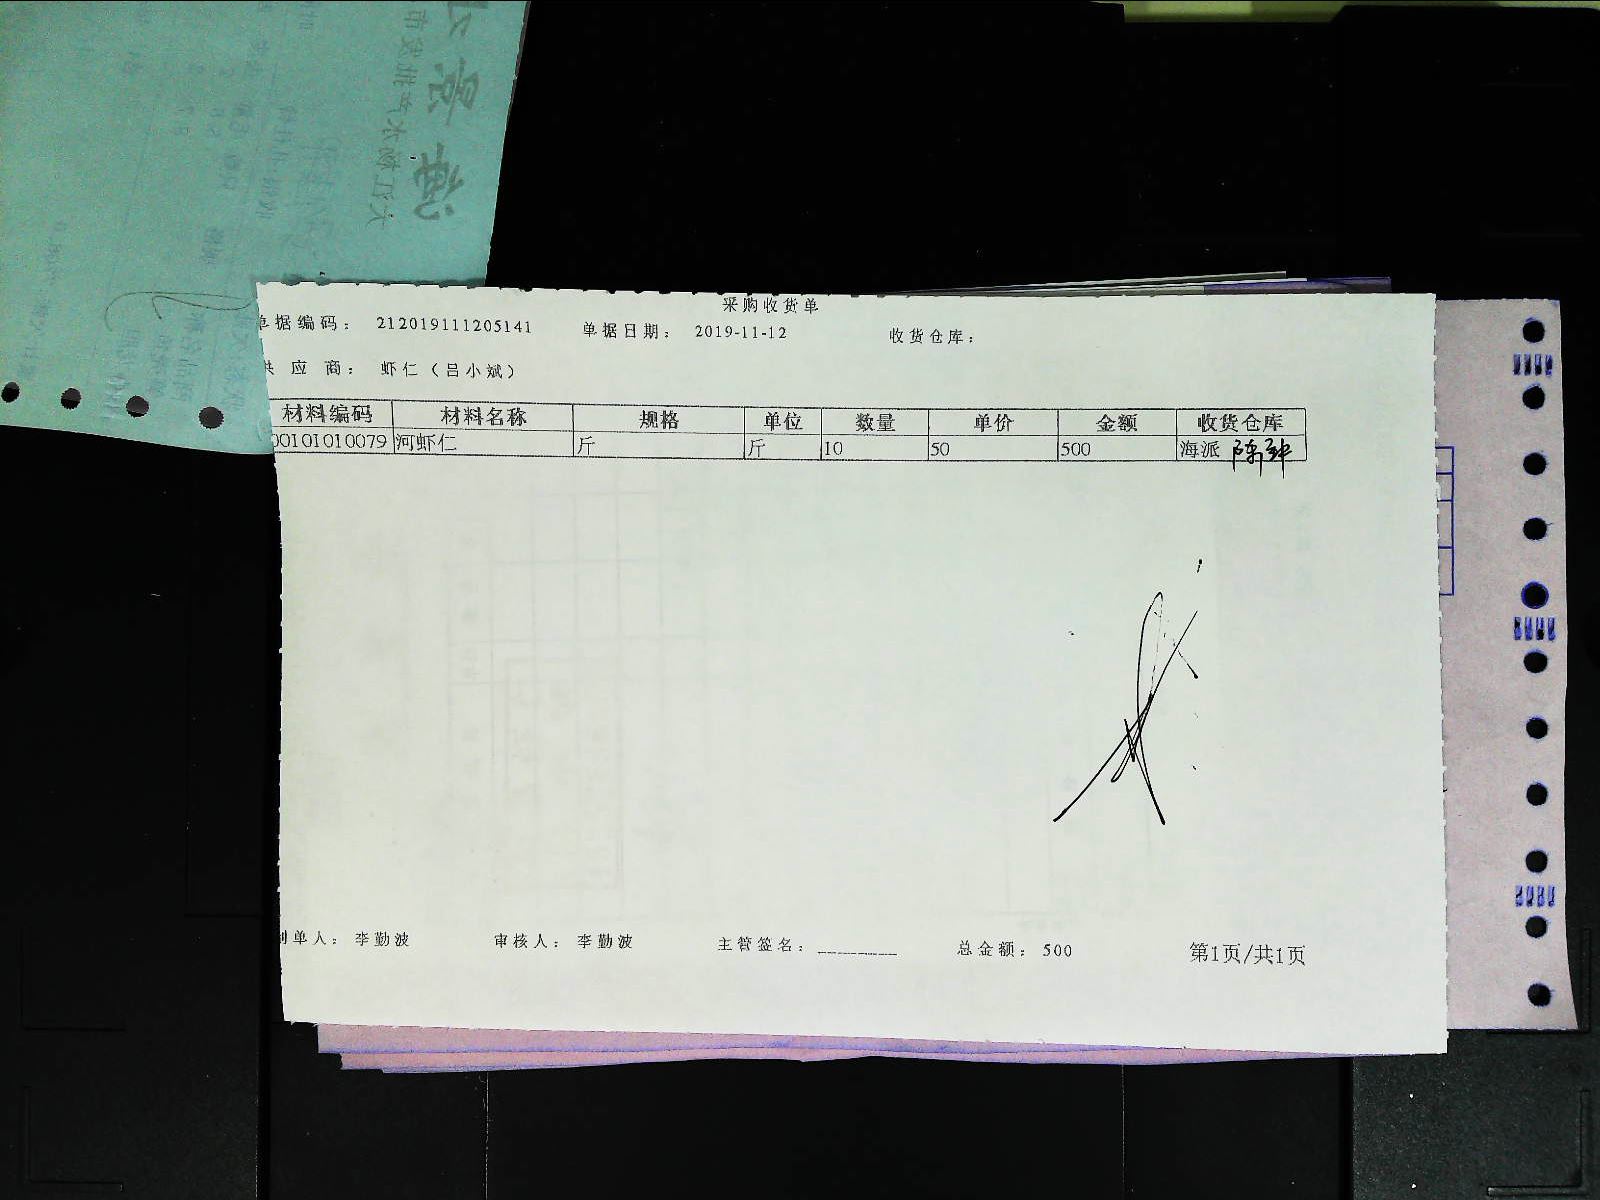 采购收货单
单据编码： 212019111205141 单据日期： 2019-11-12 收货仓库：
供 应 商： 虾仁（吕小斌）
材料编码 材料名称 规格 单位 数量 单价 金额 收货仓库
00101010079 河虾仁 斤 斤 10 50 500 海派
制单人： 李勤波 审核人： 李勤波 主管签名：________ 总金额： 500 第1页/共1页